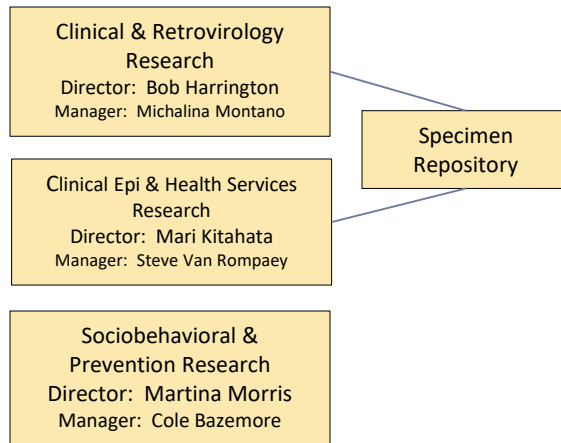 Clinical & Retrovirology
Research
Director: Bob Harrington
Manager: Michalina Montano
Specimen
Repository
Clinical Epi & Health Services
Research
Director: Mari Kitahata
Manager: Steve Van Rompaey
Sociobehavioral &
Prevention Research
Director: Martina Morris
Manager: Cole Bazemore